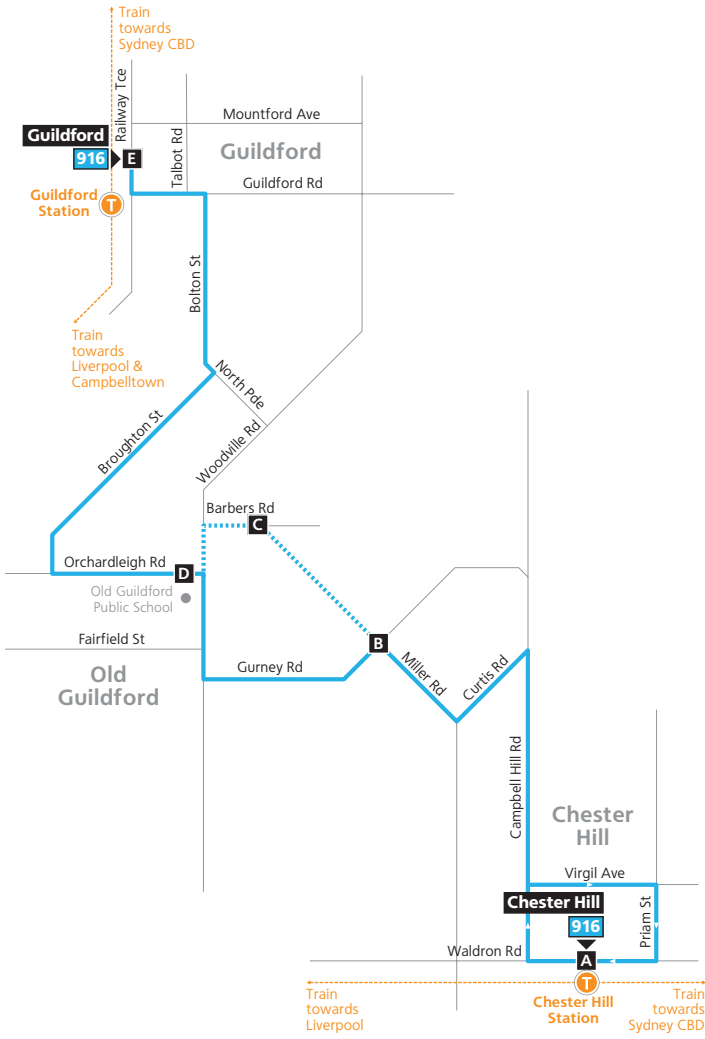 Train
towards
Sydney CBD
Railway Tce
Mountford Ave
Guildford
916
E
Talbot Rd
Guildford
Guildford Rd
Guildford
Station
T
Bolton St
Train
towards
Liverpool &
Campbelltown
North Pde
Broughton St
Woodville Rd
Barbers Rd
C
Orchardleigh Rd
D
Old Guildford
Public School
Fairfield St
B
Old
Guildford
Gurney Rd
Miller Rd
Curtis Rd
Campbell Hill Rd
Chester
Hill
Virgil Ave
Chester Hill
916
Priam St
Waldron Rd
A
T
Train
towards
Liverpool
Chester Hill
Station
Train
towards
Sydney CBD